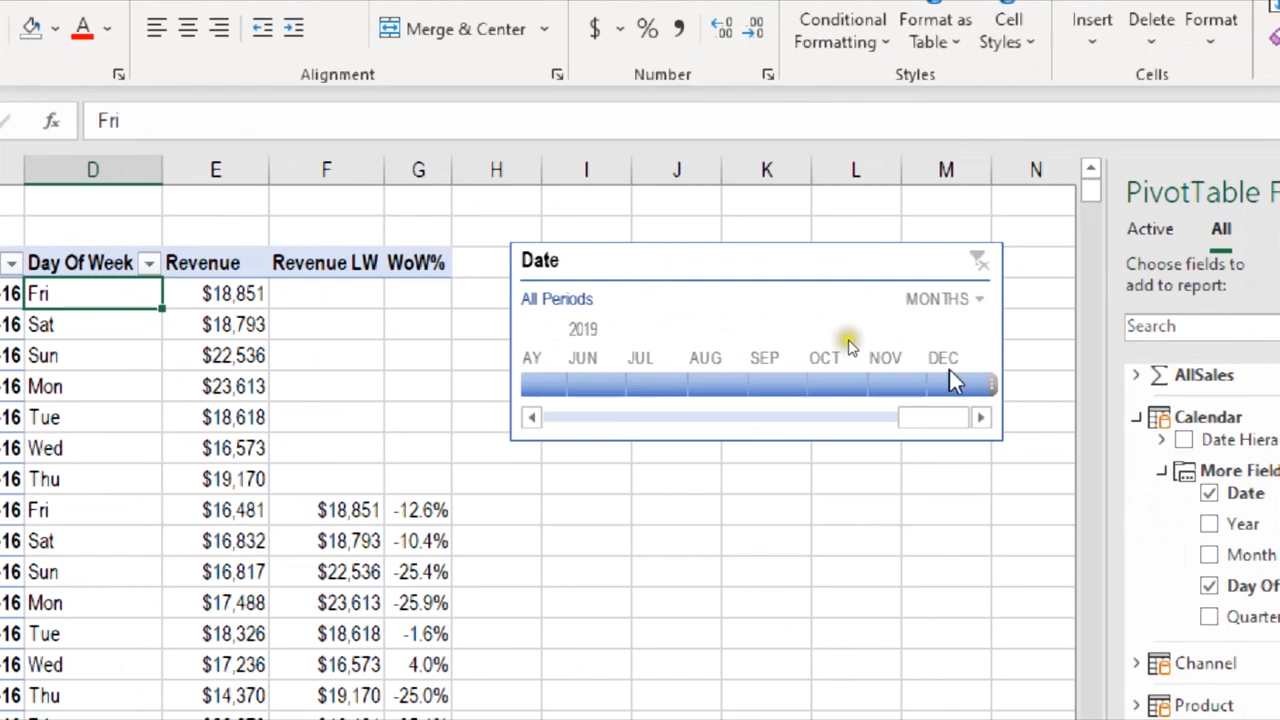 A
Merge & Center
$ % 9
←0 .00
.00 →0
Conditional Formatting
Format as Table
Cell Styles
Insert
Delete
Format
Alignment
Number
Styles
Cells
fx
Fri
D E F G H I J K L M N
Day Of Week Revenue Revenue LW WoW%
-16 Fri $18,851
-16 Sat $18,793
-16 Sun $22,536
-16 Mon $23,613
-16 Tue $18,618
-16 Wed $16,573
-16 Thu $19,170
-16 Fri $16,481 $18,851 -12.6%
-16 Sat $16,832 $18,793 -10.4%
-16 Sun $16,817 $22,536 -25.4%
-16 Mon $17,488 $23,613 -25.9%
-16 Tue $18,326 $18,618 -1.6%
-16 Wed $17,236 $16,573 4.0%
-16 Thu $14,370 $19,170 -25.0%
Date
All Periods MONTHS
2019
AY JUN JUL AUG SEP OCT NOV DEC
PivotTable F
Active All
Choose fields to
add to report:
Search
Σ AllSales
Calendar
Date Hiera
More Field
Date
Year
Month
Day Of
Quarte
Channel
Product